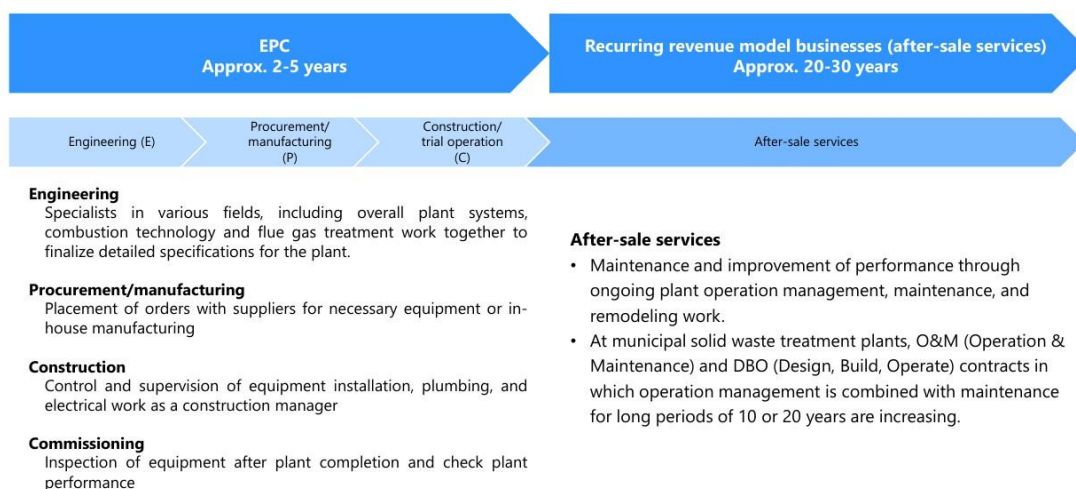 EPC
Approx. 2-5 years
Recurring revenue model businesses (after-sale services)
Approx. 20-30 years
Engineering (E)
Procurement/
manufacturing
(P)
Construction/
trial operation
(C)
After-sale services
Engineering
Specialists in various fields, including overall plant systems,
combustion technology and flue gas treatment work together to
finalize detailed specifications for the plant.
Procurement/manufacturing
Placement of orders with suppliers for necessary equipment or in-
house manufacturing
Construction
Control and supervision of equipment installation, plumbing, and
electrical work as a construction manager
Commissioning
Inspection of equipment after plant completion and check plant
performance
After-sale services
• Maintenance and improvement of performance through
ongoing plant operation management, maintenance, and
remodeling work.
• At municipal solid waste treatment plants, O&M (Operation &
Maintenance) and DBO (Design, Build, Operate) contracts in
which operation management is combined with maintenance
for long periods of 10 or 20 years are increasing.